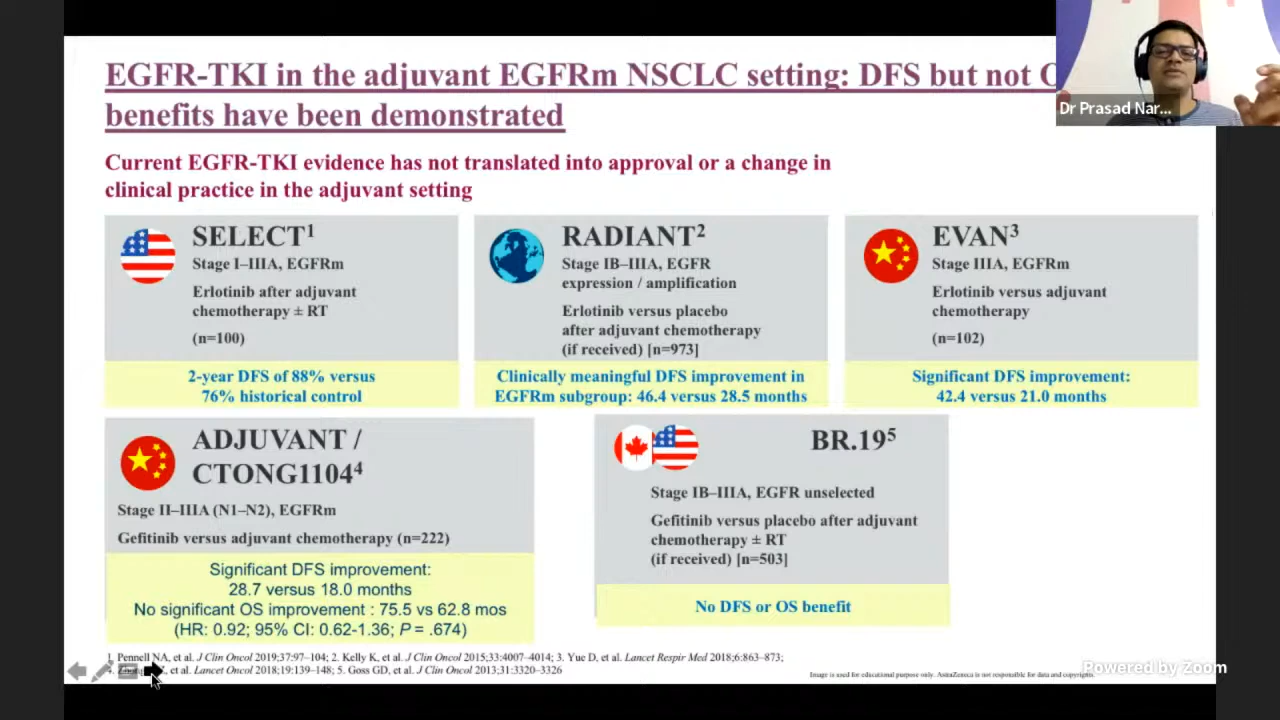 EGFR-TKI in the adjuvant EGFRm NSCLC setting: DFS but not
benefits have been demonstrated
Dr Prasad Nar...
Current EGFR-TKI evidence has not translated into approval or a change in
clinical practice in the adjuvant setting
SELECT1
Stage I–IIIA, EGFRm
Erlotinib after adjuvant
chemotherapy ± RT
(n=100)
2-year DFS of 88% versus
76% historical control
RADIANT2
Stage IB–IIIA, EGFR
expression / amplification
Erlotinib versus placebo
after adjuvant chemotherapy
(if received) [n=973]
Clinically meaningful DFS improvement in
EGFRm subgroup: 46.4 versus 28.5 months
EVAN3
Stage IIIA, EGFRm
Erlotinib versus adjuvant
chemotherapy
(n=102)
Significant DFS improvement:
42.4 versus 21.0 months
ADJUVANT /
CTONG11044
Stage II–IIIA (N1–N2), EGFRm
Gefitinib versus adjuvant chemotherapy (n=222)
Significant DFS improvement:
28.7 versus 18.0 months
No significant OS improvement : 75.5 vs 62.8 mos
(HR: 0.92; 95% CI: 0.62-1.36; P = .674)
BR.195
Stage IB–IIIA, EGFR unselected
Gefitinib versus placebo after adjuvant
chemotherapy ± RT
(if received) [n=503]
No DFS or OS benefit
1. Pennell NA, et al. J Clin Oncol 2019;37:97–104; 2. Kelly K, et al. J Clin Oncol 2015;33:4007–4014; 3. Yue D, et al. Lancet Respir Med 2018;6:863–873;
4. et al. Lancet Oncol 2018;19:139–148; 5. Goss GD, et al. J Clin Oncol 2013;31:3320–3326
Image is used for educational purpose only. AstraZeneca is not responsible for data and copyrights.
Powered by Zoom